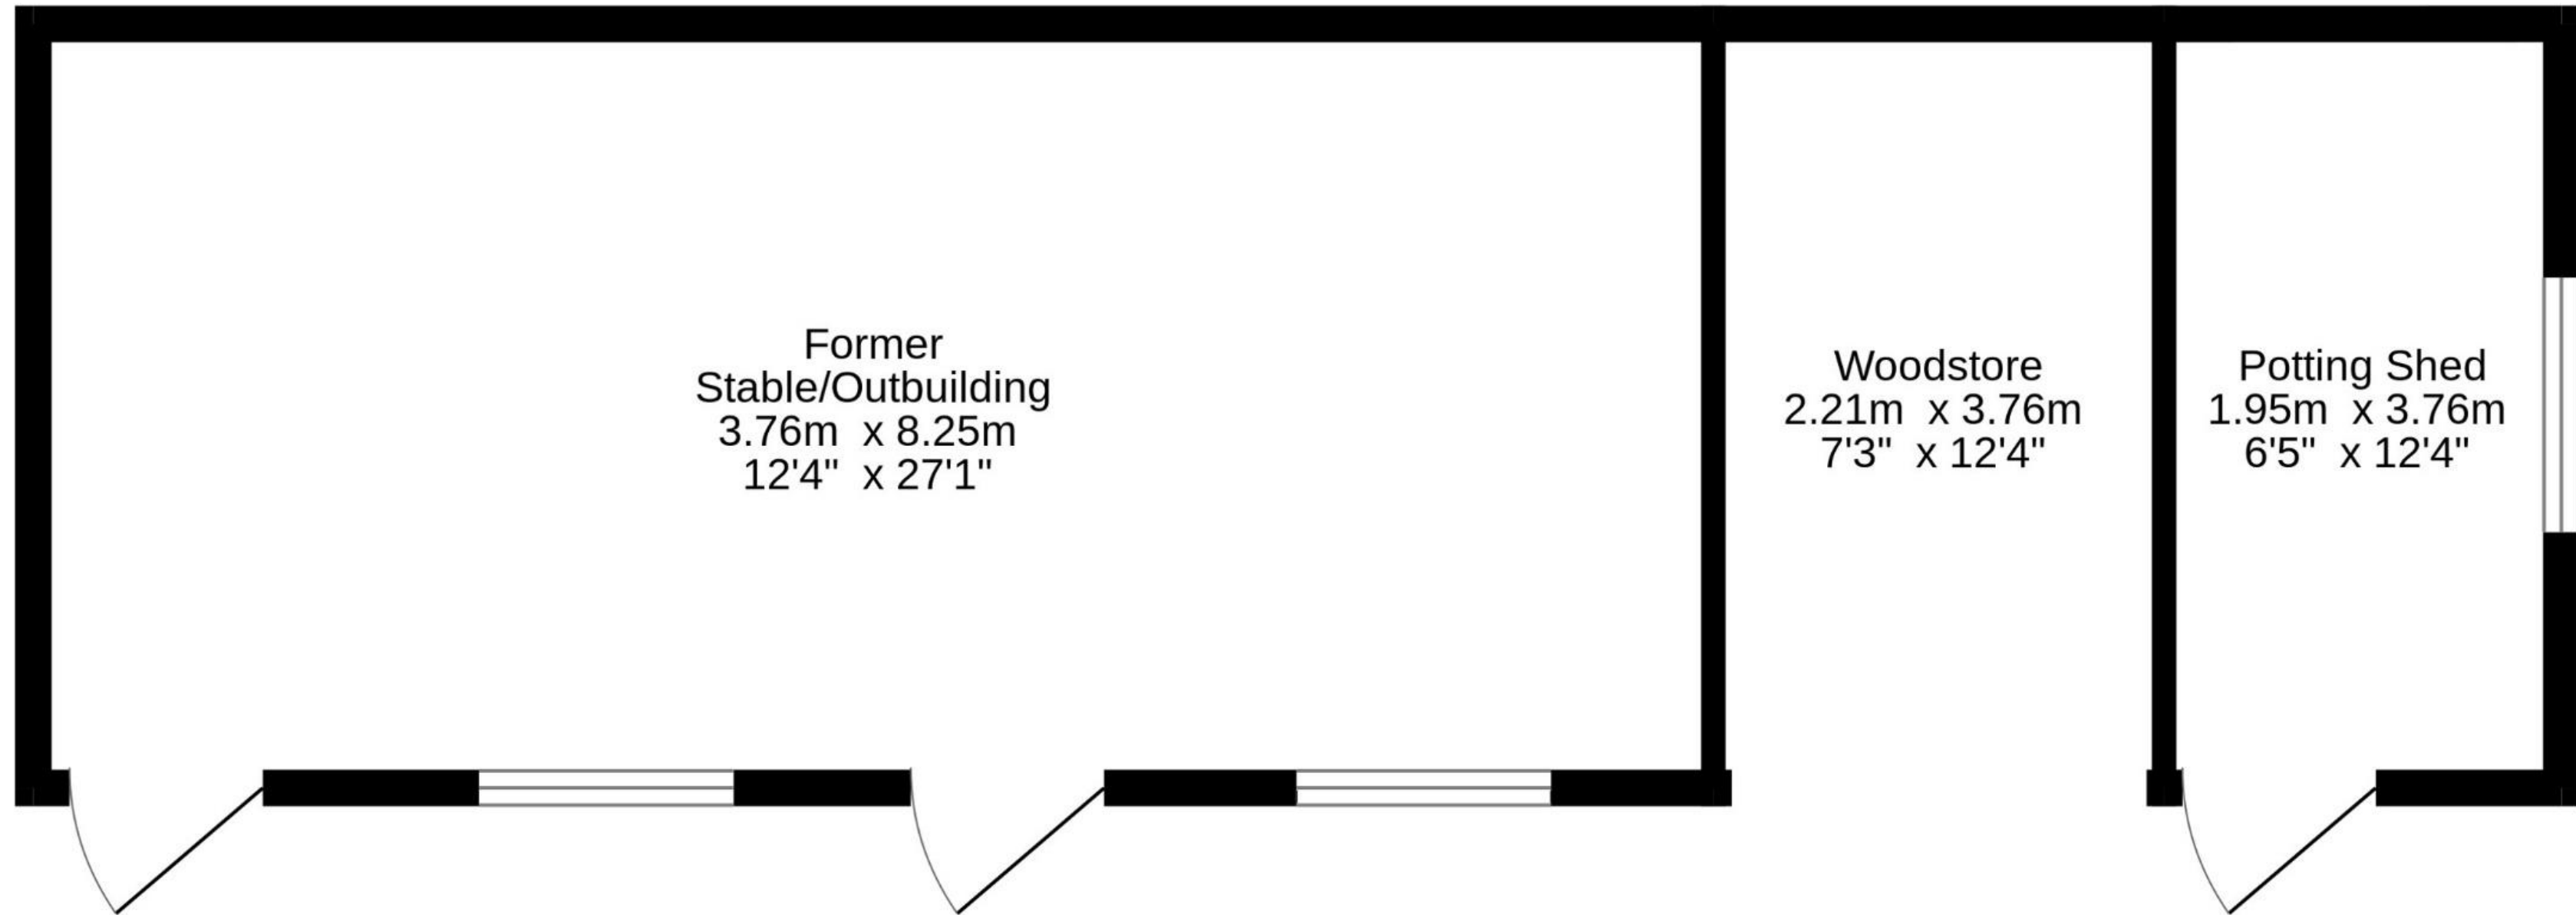 Former
Stable/Outbuilding
3.76m x 8.25m
12'4" x 27'1"
Woodstore
2.21m x 3.76m
7'3" x 12'4"
Potting Shed
1.95m x 3.76m
6'5" x 12'4"